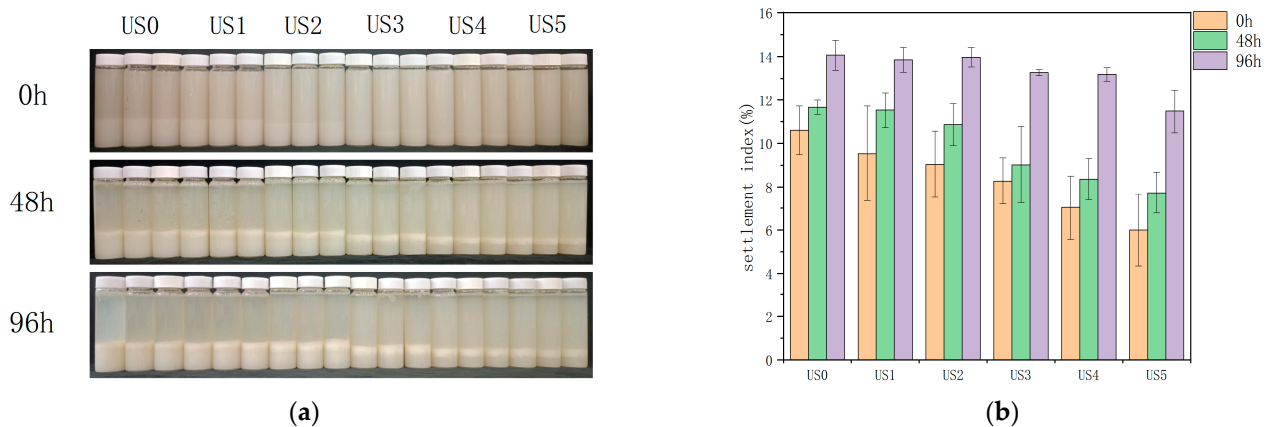 US0 US1 US2 US3 US4 US5
0h
48h
96h
(a)
settlement index(%)
16
14
12
10
8
6
4
2
0
US0 US1 US2 US3 US4 US5
0h
48h
96h
(b)